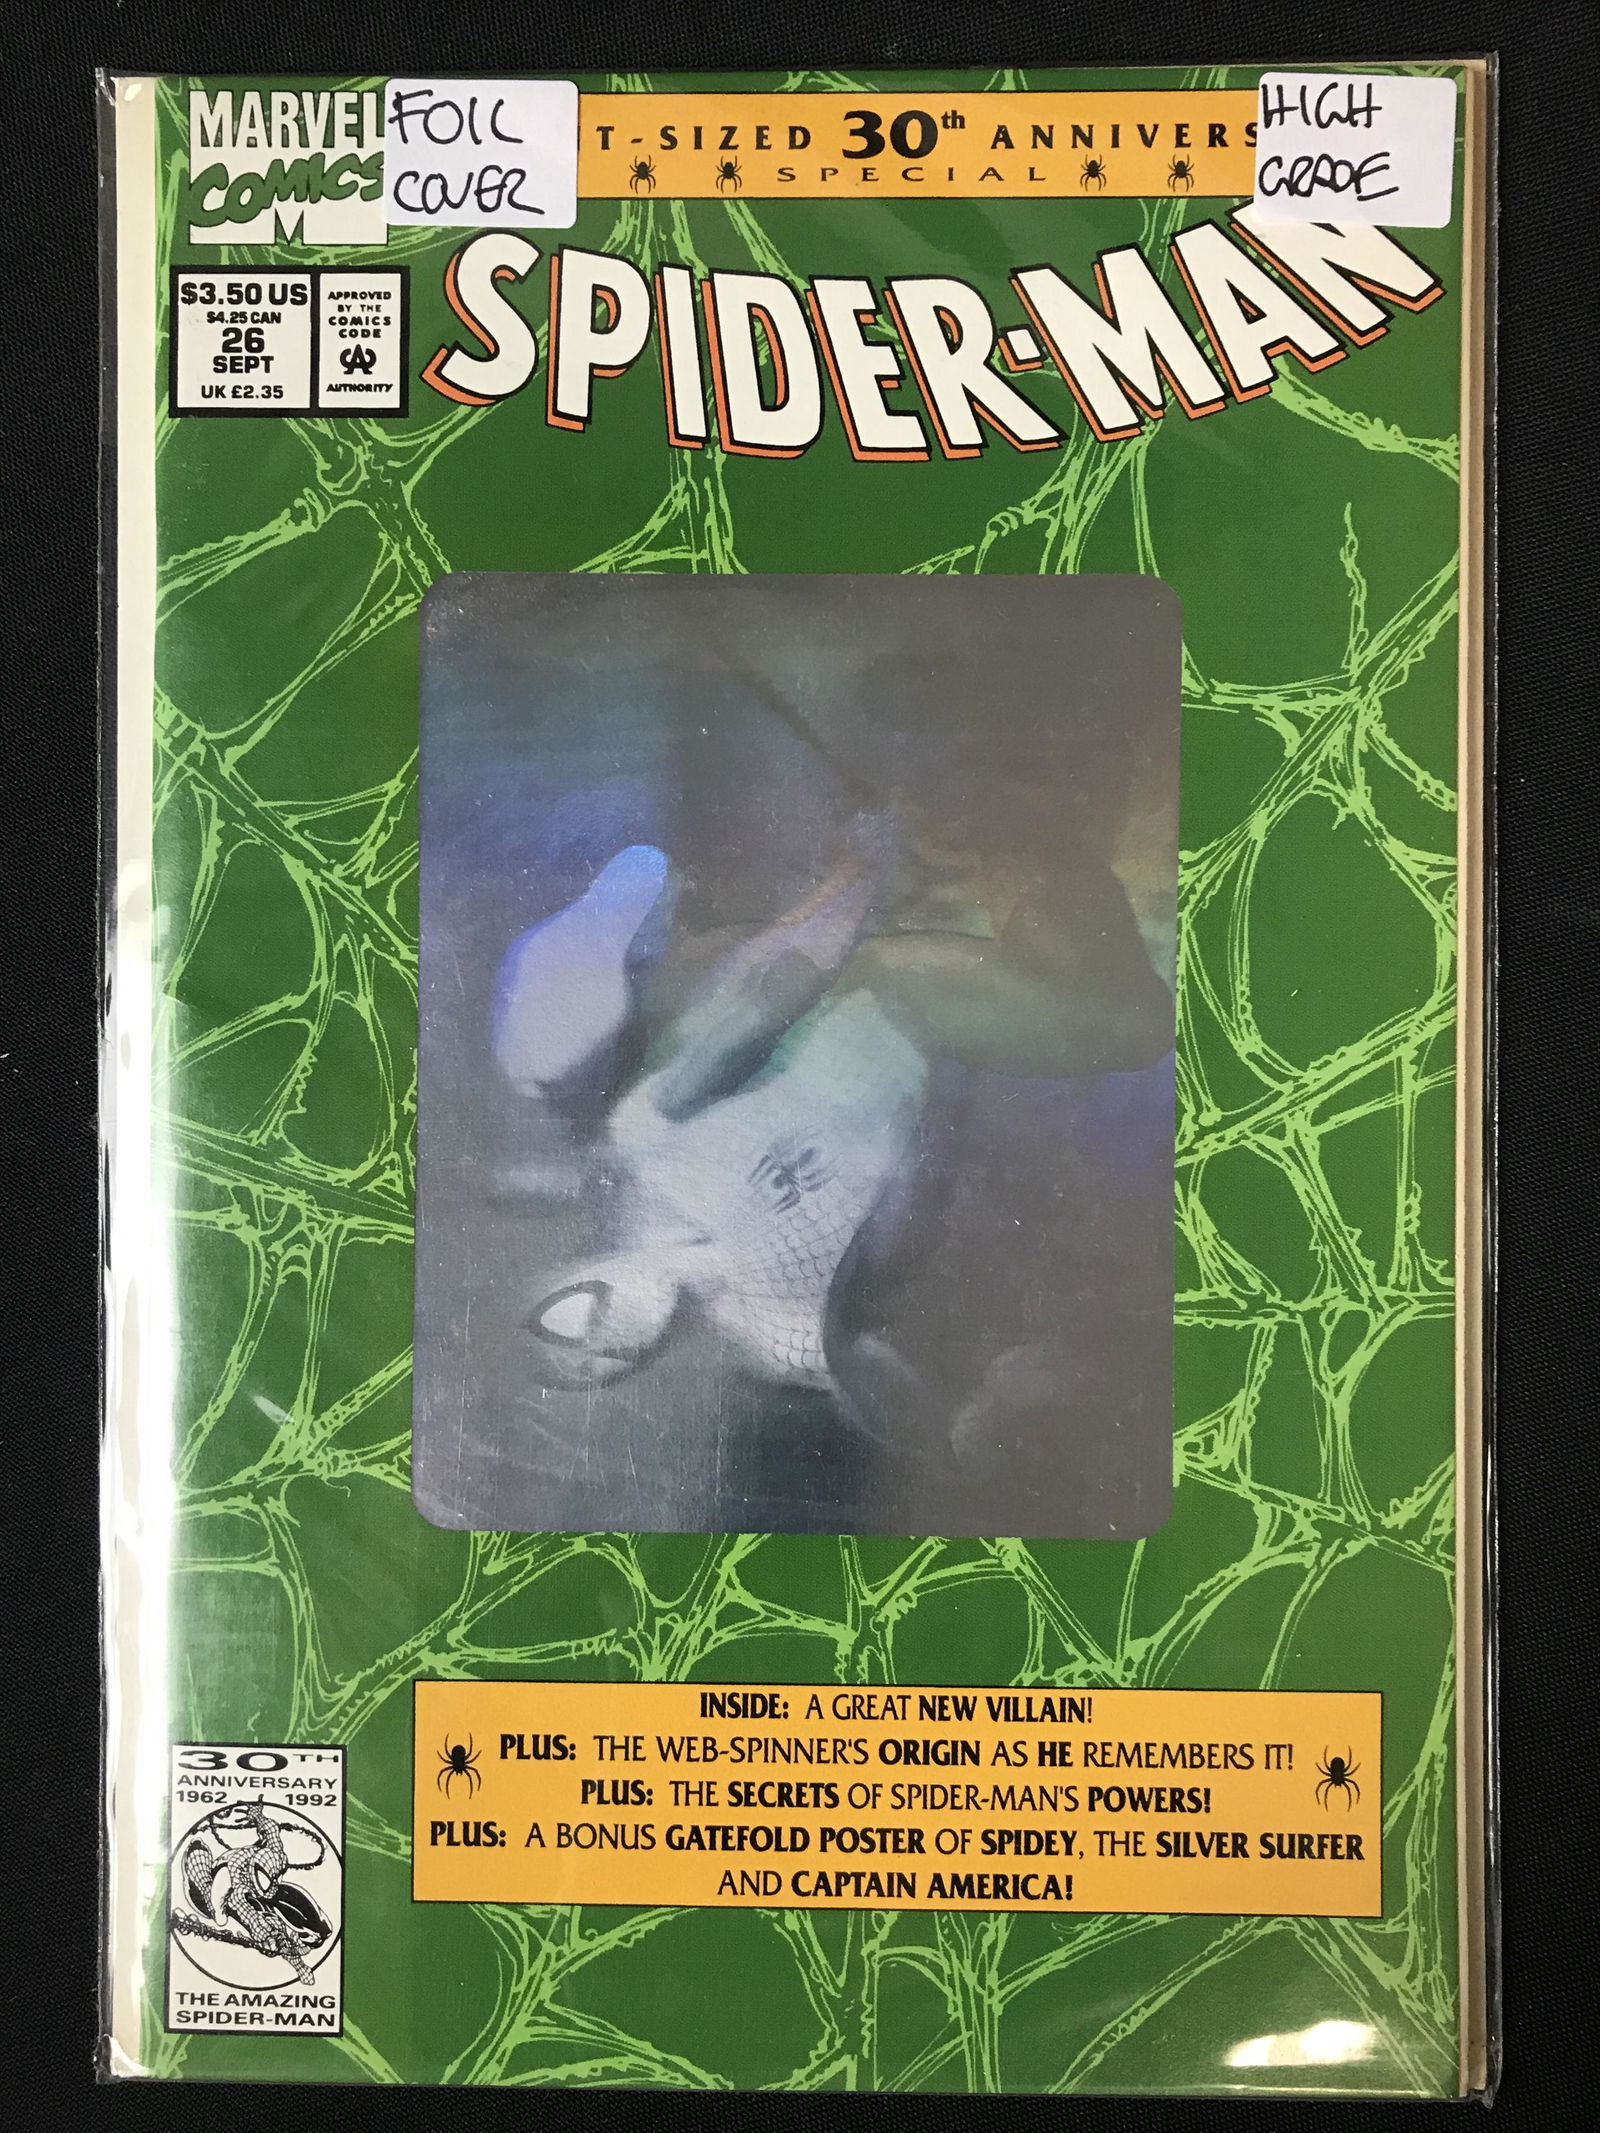 MARVEL
COMICS
M
FOIL
COVER
T-SIZED 30th ANNIVERS
SPECIAL
HIGH
GRADE
SPIDER-MAN
$3.50 US
$4.25 CAN
26
SEPT
UK £2.35
APPROVED
BY THE
COMICS
CODE
CA
AUTHORITY
INSIDE: A GREAT NEW VILLAIN!
PLUS: THE WEB-SPINNER'S ORIGIN AS HE REMEMBERS IT!
PLUS: THE SECRETS OF SPIDER-MAN'S POWERS!
PLUS: A BONUS GATEFOLD POSTER OF SPIDEY, THE SILVER SURFER
AND CAPTAIN AMERICA!
30TH
ANNIVERSARY
1962 1992
THE AMAZING
SPIDER-MAN